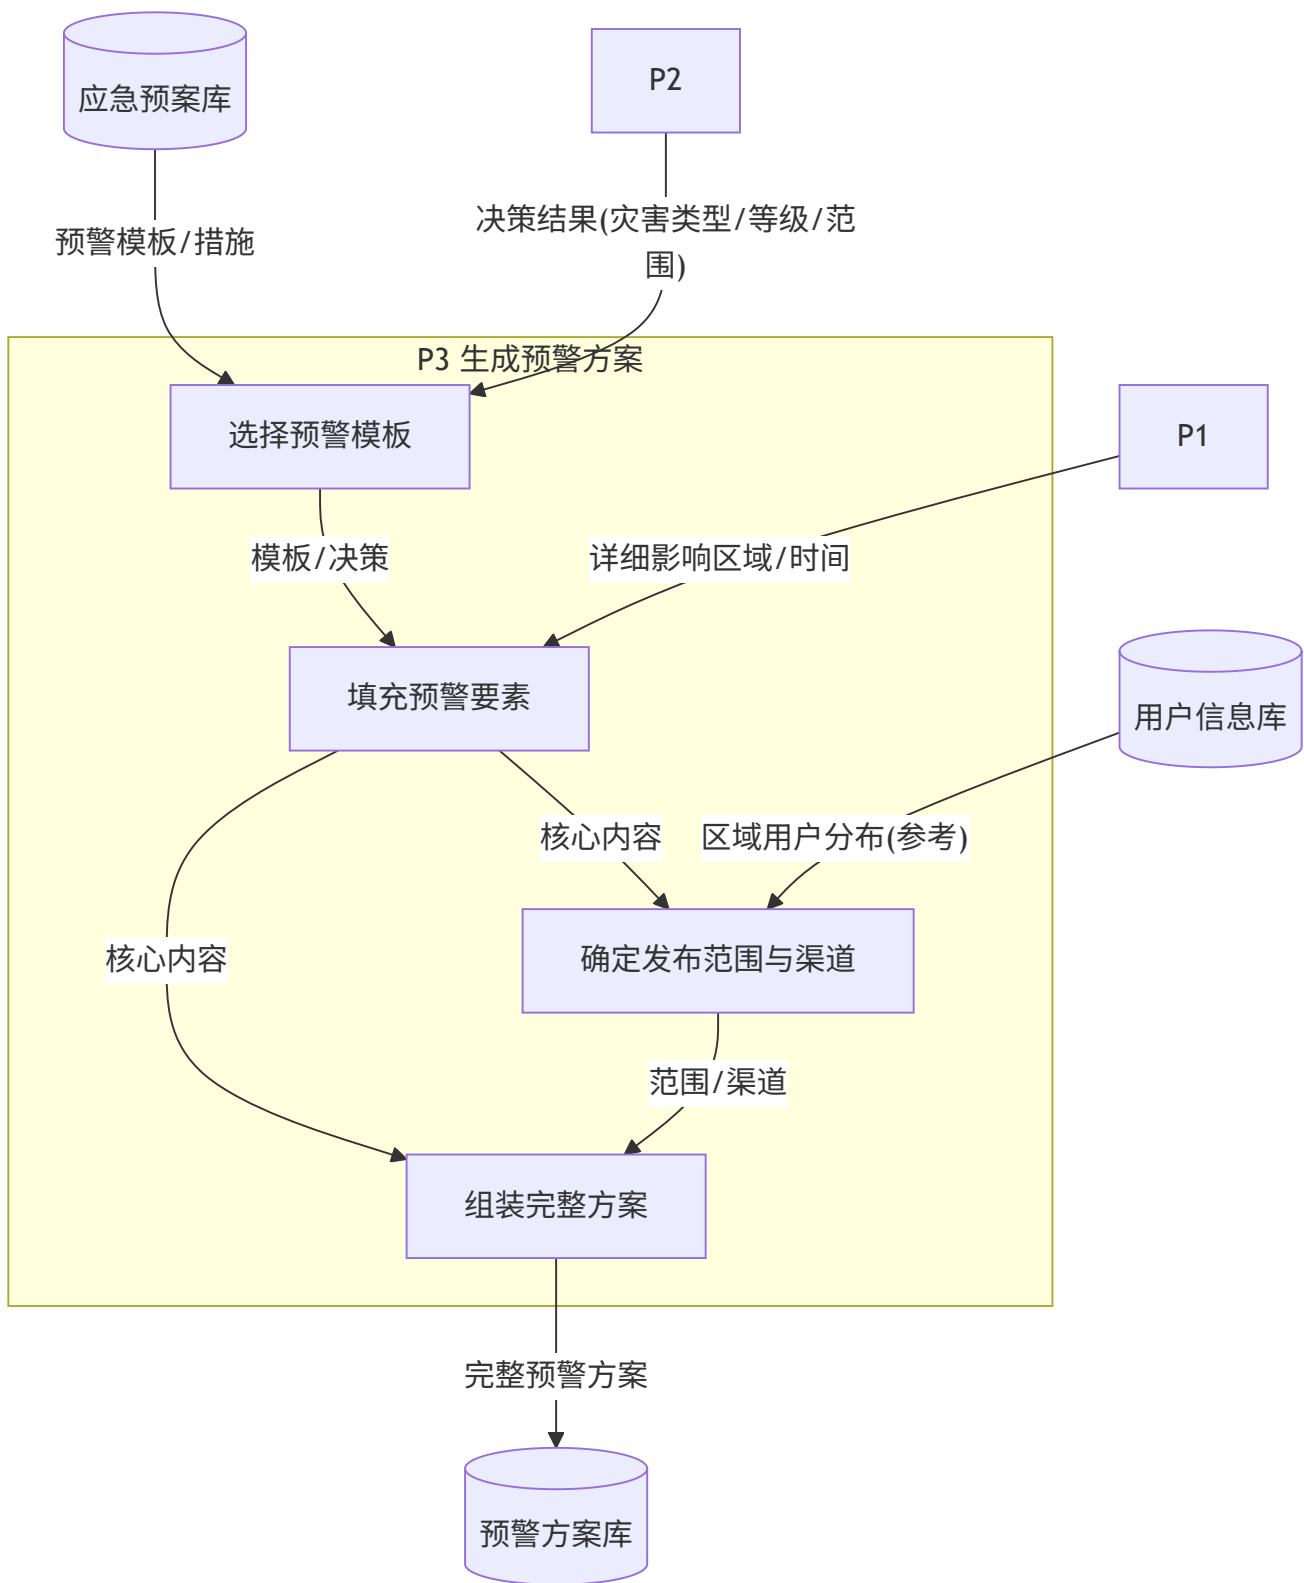 应急预案库
P2
预警模板/措施
决策结果(灾害类型/等级/范
围)
P3 生成预警方案
选择预警模板
P1
模板/决策
详细影响区域/时间
填充预警要素
用户信息库
核心内容
区域用户分布(参考)
核心内容
确定发布范围与渠道
范围/渠道
组装完整方案
完整预警方案
预警方案库